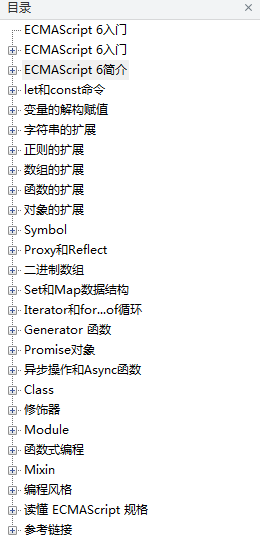 目录
ECMAScript 6入门
ECMAScript 6入门
ECMAScript 6简介
let和const命令
变量的解构赋值
字符串的扩展
正则的扩展
数组的扩展
函数的扩展
对象的扩展
Symbol
Proxy和Reflect
二进制数组
Set和Map数据结构
Iterator和for...of循环
Generator 函数
Promise对象
异步操作和Async函数
Class
修饰器
Module
函数式编程
Mixin
编程风格
读懂 ECMAScript 规格
参考链接